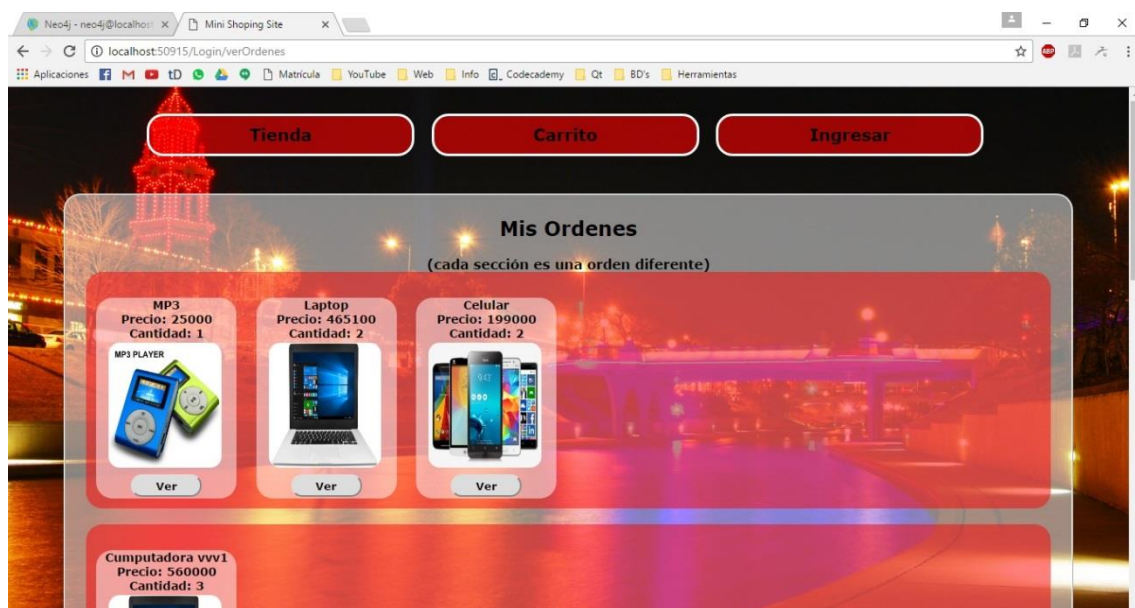 Neo4j - neo4j@localhos
Mini Shoping Site
localhost:50915/Login/verOrdenes
Aplicaciones
tD
Matrícula
YouTube
Web
Info
Codecademy
Qt
BD's
Herramientas
Tienda
Carrito
Ingresar
Mis Ordenes
(cada sección es una orden diferente)
MP3
Precio: 25000
Cantidad: 1
MP3 PLAYER
Ver
Laptop
Precio: 465100
Cantidad: 2
Ver
Celular
Precio: 199000
Cantidad: 2
Ver
Cumputadora vvv1
Precio: 560000
Cantidad: 3